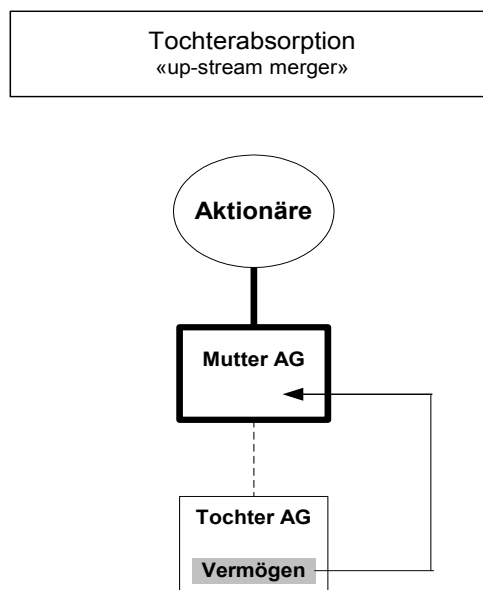 Tochterabsorption
«up-stream merger»
Aktionäre
Mutter AG
Tochter AG
Vermögen